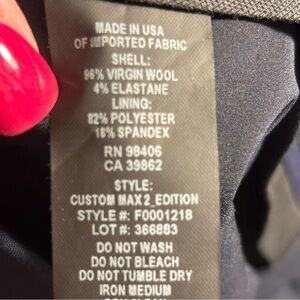 MADE IN USA
OF IMPORTED FABRIC
SHELL:
96% VIRGIN WOOL
4% ELASTANE
LINING:
82% POLYESTER
18% SPANDEX
RN 98406
CA 39862
STYLE:
CUSTOM MAX 2_EDITION
STYLE #: F0001218
LOT #: 366883
DO NOT WASH
DO NOT BLEACH
DO NOT TUMBLE DRY
IRON MEDIUM